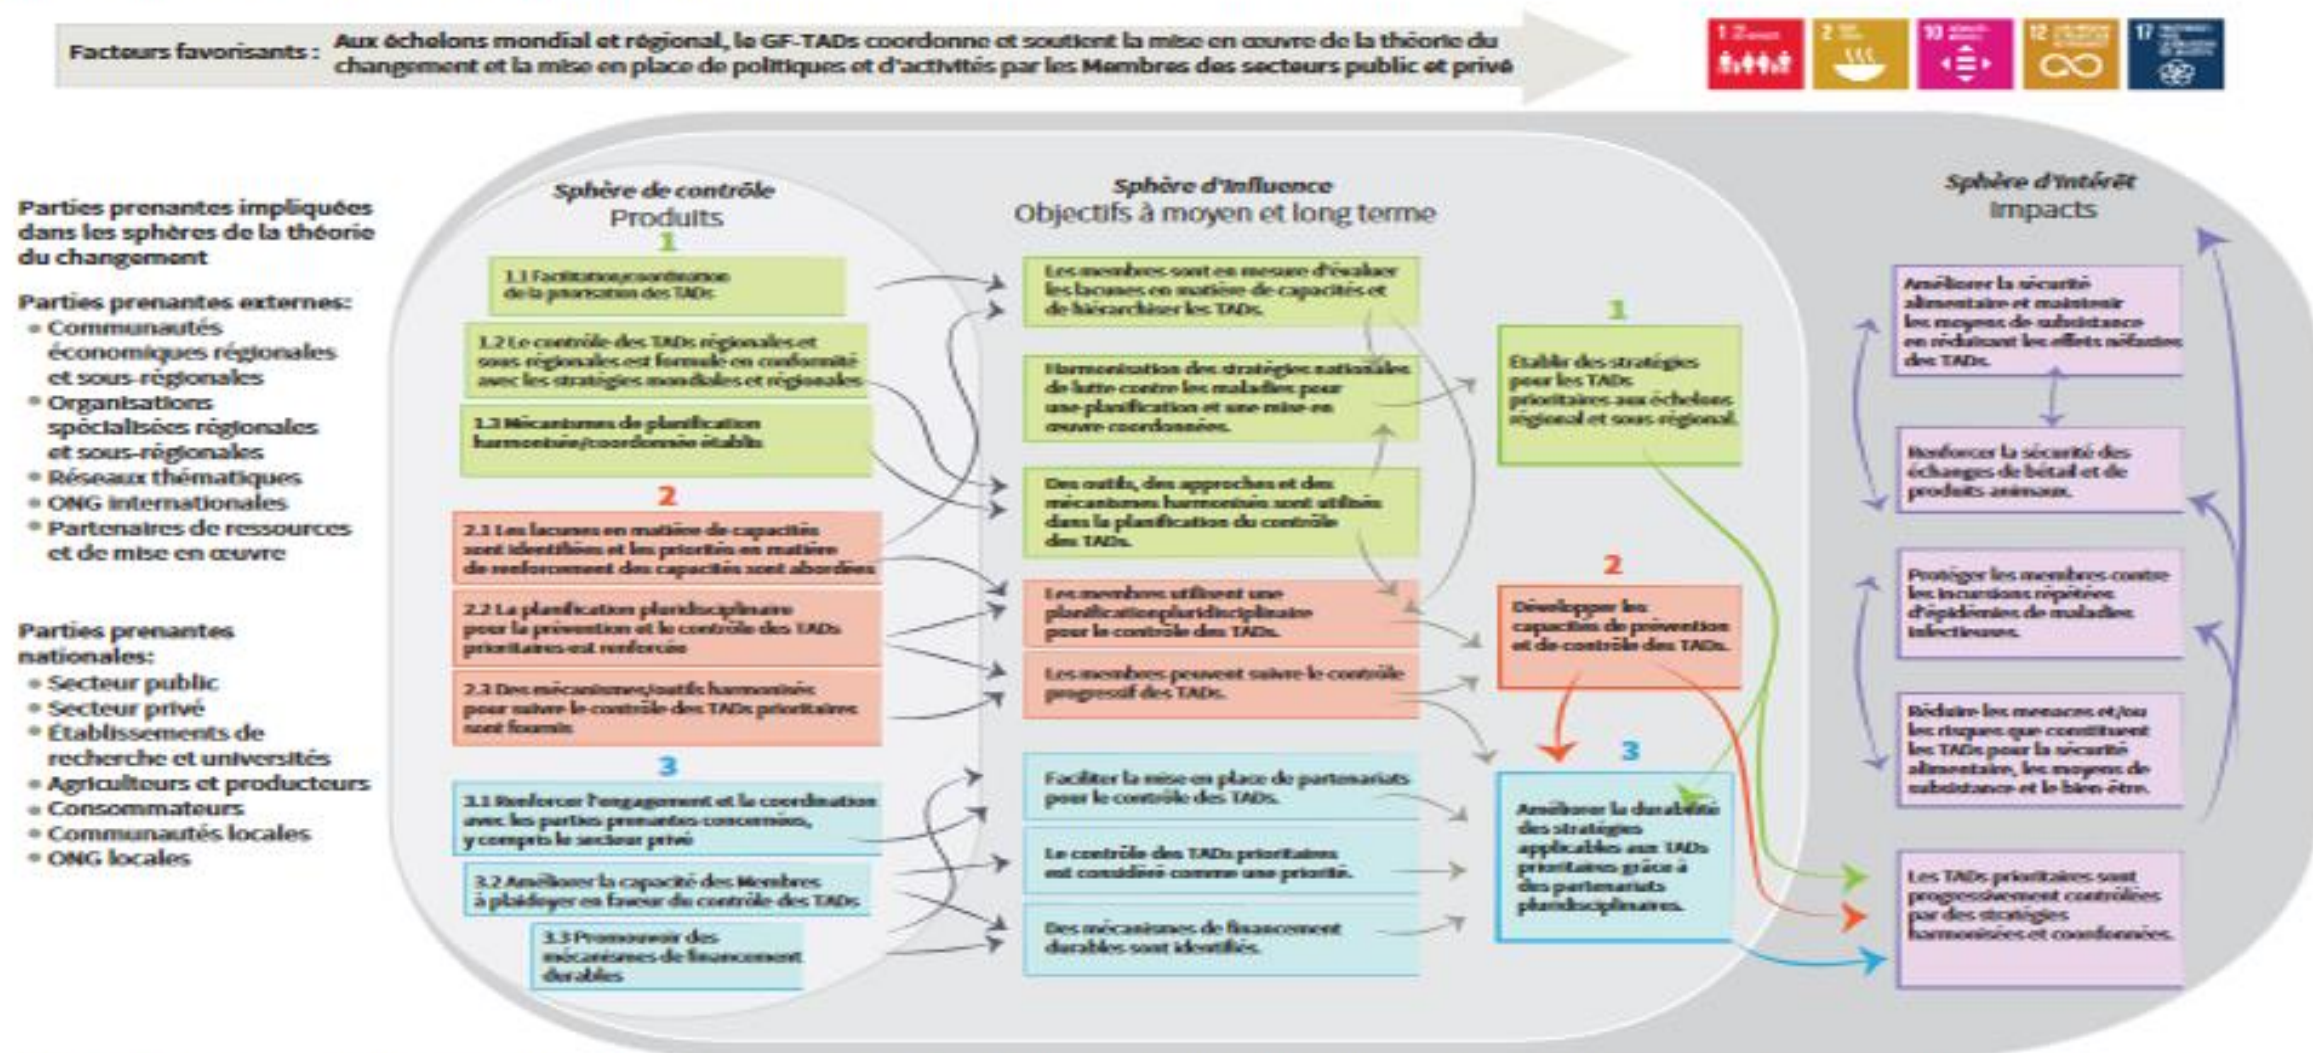 Facteurs favorisants :
Aux échelons mondial et régional, le GF-TADs coordonne et soutient la mise en œuvre de la théorie du
changement et la mise en place de politiques et d'activités par les Membres des secteurs public et privé
1
2
10
12
17
Parties prenantes impliquées
dans les sphères de la théorie
du changement
Parties prenantes externes:
• Communautés
économiques régionales
et sous-régionales
• Organisations
spécialisées régionales
et sous-régionales
• Réseaux thématiques
• ONG internationales
• Partenaires de ressources
et de mise en œuvre
Parties prenantes
nationales:
• Secteur public
• Secteur privé
• Établissements de
recherche et universités
• Agriculteurs et producteurs
• Consommateurs
• Communautés locales
• ONG locales
Sphère de contrôle
Produits
1
1.1 Facilitation/coordination
de la priorisation des TADs
1.2 Le contrôle des TADs régionales et
sous régionales est formulé en conformité
avec les stratégies mondiales et régionales
1.3 Mécanismes de planification
harmonisée/coordonnée établis
2
2.1 Les lacunes en matière de capacités
sont identifiées et les priorités en matière
de renforcement des capacités sont abordées
2.2 La planification pluridisciplinaire
pour la prévention et le contrôle des TADs
prioritaires est renforcée
2.3 Des mécanismes/outils harmonisés
pour suivre le contrôle des TADs prioritaires
sont fournis
3
3.1 Renforcer l'engagement et la coordination
avec les parties prenantes concernées,
y compris le secteur privé
3.2 Améliorer la capacité des Membres
à plaidoyer en faveur du contrôle des TADs
3.3 Promouvoir des
mécanismes de financement
durables
Sphère d'Influence
Objectifs à moyen et long terme
Les membres sont en mesure d'évaluer
les lacunes en matière de capacités et
de hiérarchiser les TADs.
Harmonisation des stratégies nationales
de lutte contre les maladies pour
une planification et une mise en
œuvre coordonnées.
Des outils, des approches et des
mécanismes harmonisés sont utilisés
dans la planification du contrôle
des TADs.
Les membres utilisent une
planificationpluridisciplinaire
pour le contrôle des TADs.
Les membres peuvent suivre le contrôle
progressif des TADs.
Faciliter la mise en place de partenariats
pour le contrôle des TADs.
Le contrôle des TADs prioritaires
est considéré comme une priorité.
Des mécanismes de financement
durables sont identifiés.
1
Etablir des stratégies
pour les TADs
prioritaires aux échelons
régional et sous régional.
2
Développer les
capacités de prévention
et de contrôle des TADs.
3
Améliorer la durabilité
des stratégies
applicables aux TADs
prioritaires grâce à
des partenariats
pluridisciplinaires.
Sphère d'Intérêt
Impacts
Améliorer la sécurité
alimentaire et maintenir
les moyens de subsistance
en réduisant les effets néfastes
des TADs.
Renforcer la sécurité des
échanges de bétail et de
produits animaux.
Protéger les membres contre
les incursions répétées
d'épidémies de maladies
infectieuses.
Réduire les menaces et/ou
les risques que constituent
les TADs pour la sécurité
alimentaire, les moyens de
subsistance et le bien-être.
Les TADs prioritaires sont
progressivement contrôlées
par des stratégies
harmonisées et coordonnées.